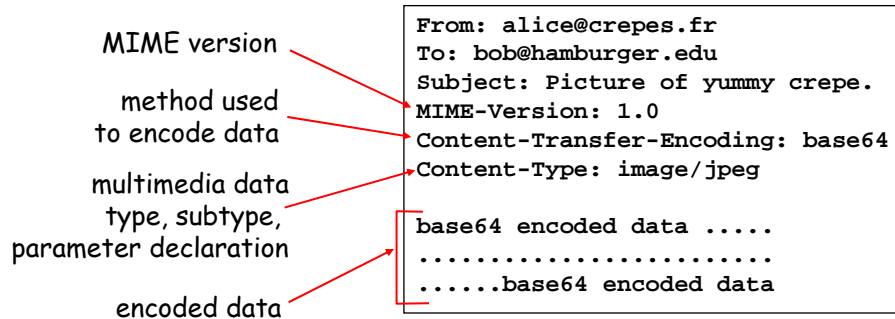 MIME version
method used
to encode data
multimedia data
type, subtype,
parameter declaration
encoded data
From: alice@crepes.fr
To: bob@hamburger.edu
Subject: Picture of yummy crepe.
MIME-Version: 1.0
Content-Transfer-Encoding: base64
Content-Type: image/jpeg
base64 encoded data .....
..........................
......base64 encoded data